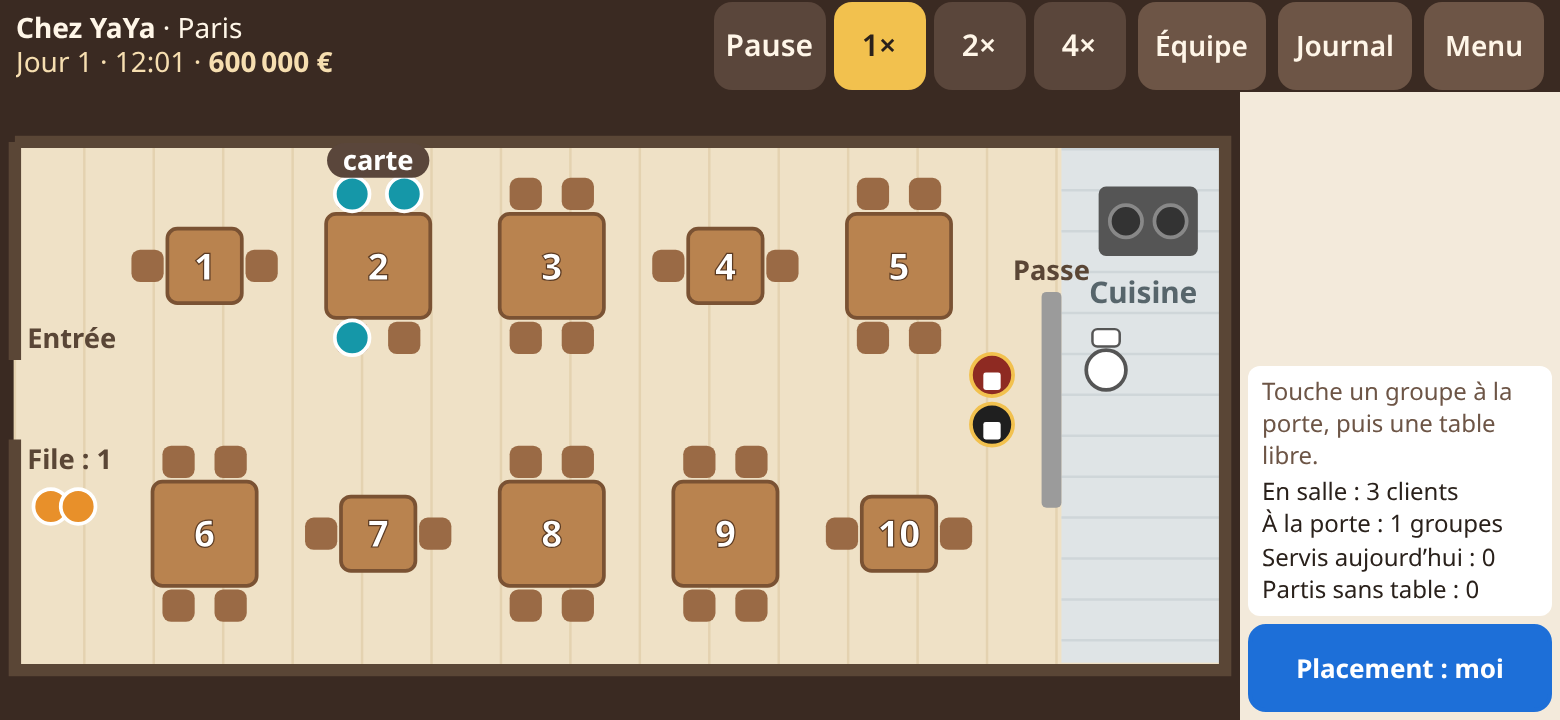 Chez YaYa · Paris
Jour 1 · 12:01 · 600 000 €
Pause
1×
2×
4×
Équipe
Journal
Menu
carte
1
2
3
4
5
Passe
Cuisine
Entrée
File : 1
6
7
8
9
10
Touche un groupe à la
porte, puis une table
libre.
En salle : 3 clients
À la porte : 1 groupes
Servis aujourd’hui : 0
Partis sans table : 0
Placement : moi